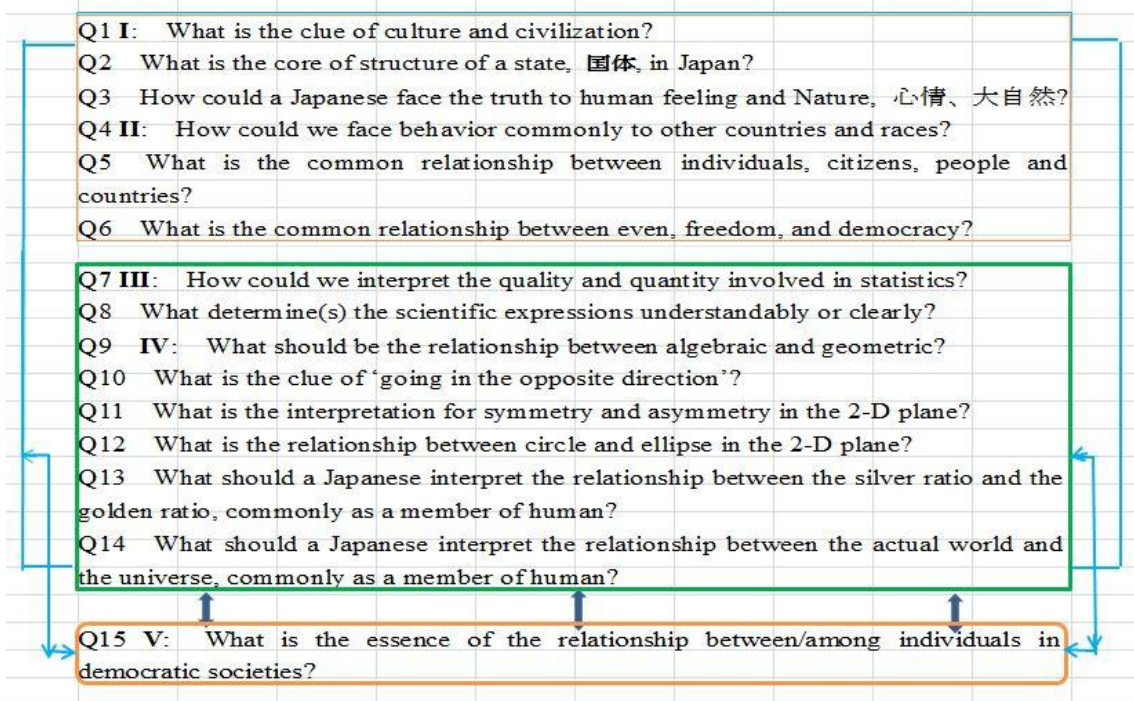 Q1 I: What is the clue of culture and civilization?
Q2 What is the core of structure of a state, 国体, in Japan?
Q3 How could a Japanese face the truth to human feeling and Nature, 心情、大自然?
Q4 II: How could we face behavior commonly to other countries and races?
Q5 What is the common relationship between individuals, citizens, people and
countries?
Q6 What is the common relationship between even, freedom, and democracy?
Q7 III: How could we interpret the quality and quantity involved in statistics?
Q8 What determine(s) the scientific expressions understandably or clearly?
Q9 IV: What should be the relationship between algebraic and geometric?
Q10 What is the clue of ‘going in the opposite direction’?
Q11 What is the interpretation for symmetry and asymmetry in the 2-D plane?
Q12 What is the relationship between circle and ellipse in the 2-D plane?
Q13 What should a Japanese interpret the relationship between the silver ratio and the
golden ratio, commonly as a member of human?
Q14 What should a Japanese interpret the relationship between the actual world and
the universe, commonly as a member of human?
Q15 V: What is the essence of the relationship between/among individuals in
democratic societies?